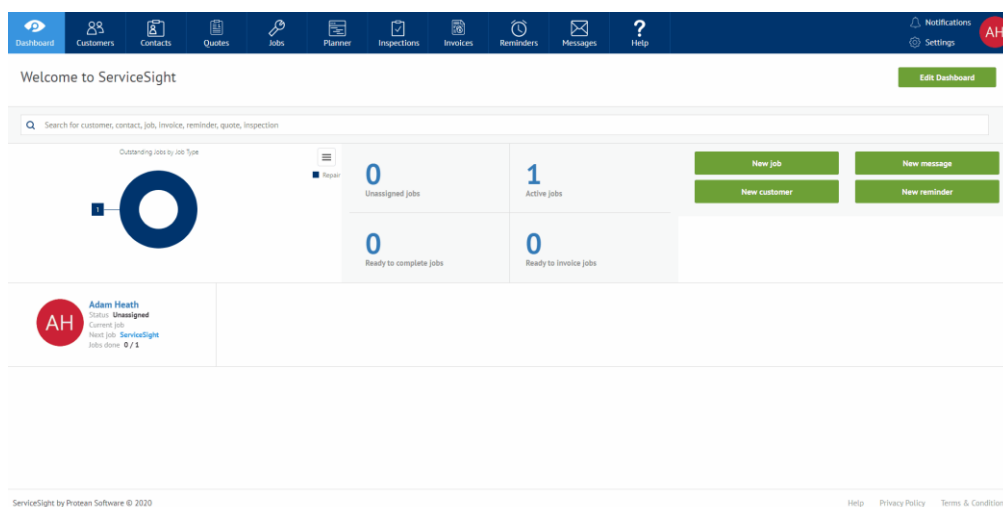 Dashboard Customers Contacts Quotes Jobs Planner Inspections Invoices Reminders Messages Help
Notifications
Settings
AH
Welcome to ServiceSight
Edit Dashboard
Search for customer, contact, job, invoice, reminder, quote, inspection
Outstanding Jobs by Job Type
Repair
1
0
Unassigned jobs
1
Active jobs
0
Ready to complete jobs
0
Ready to invoice jobs
New job
New message
New customer
New reminder
AH
Adam Heath
Status Unassigned
Current job
Next job ServiceSight
Jobs done 0 / 1
ServiceSight by Protean Software © 2020
Help Privacy Policy Terms & Condition